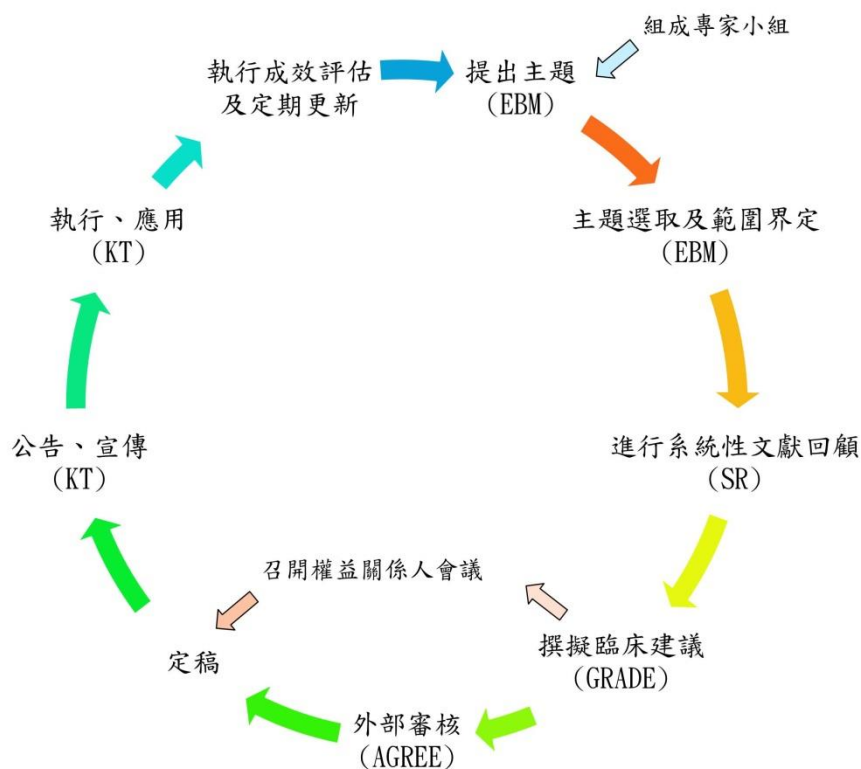 組成專家小組
執行成效評估
及定期更新
提出主題
(EBM)
主題選取及範圍界定
(EBM)
進行系統性文獻回顧
(SR)
撰擬臨床建議
(GRADE)
召開權益關係人會議
外部審核
(AGREE)
定稿
公告、宣傳
(KT)
執行、應用
(KT)